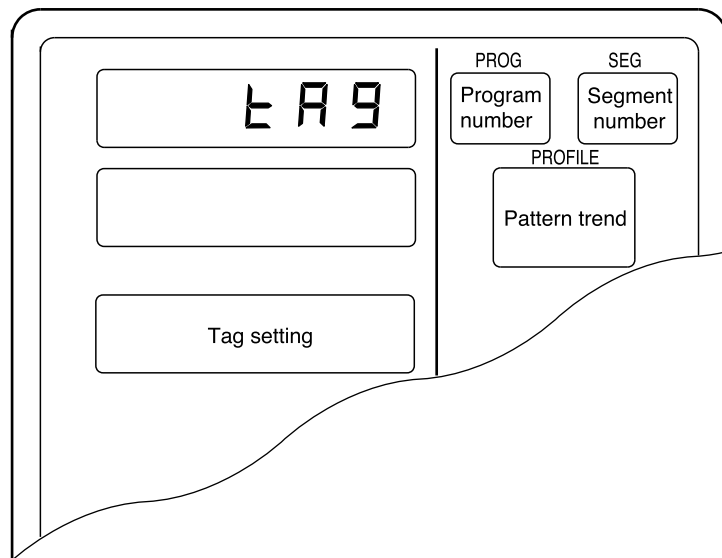 PROG
SEG
tAg
Program
number
Segment
number
PROFILE
Pattern trend
Tag setting